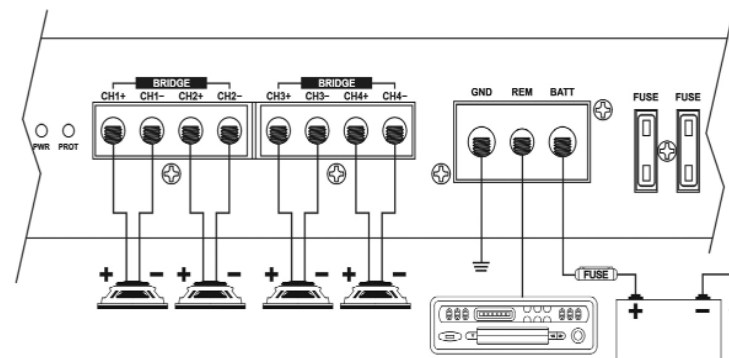 BRIDGE BRIDGE
CH1+ CH1− CH2+ CH2− CH3+ CH3− CH4+ CH4− GND REM BATT FUSE FUSE
PWR PROT
+ − + − + − + −
FUSE
+ −